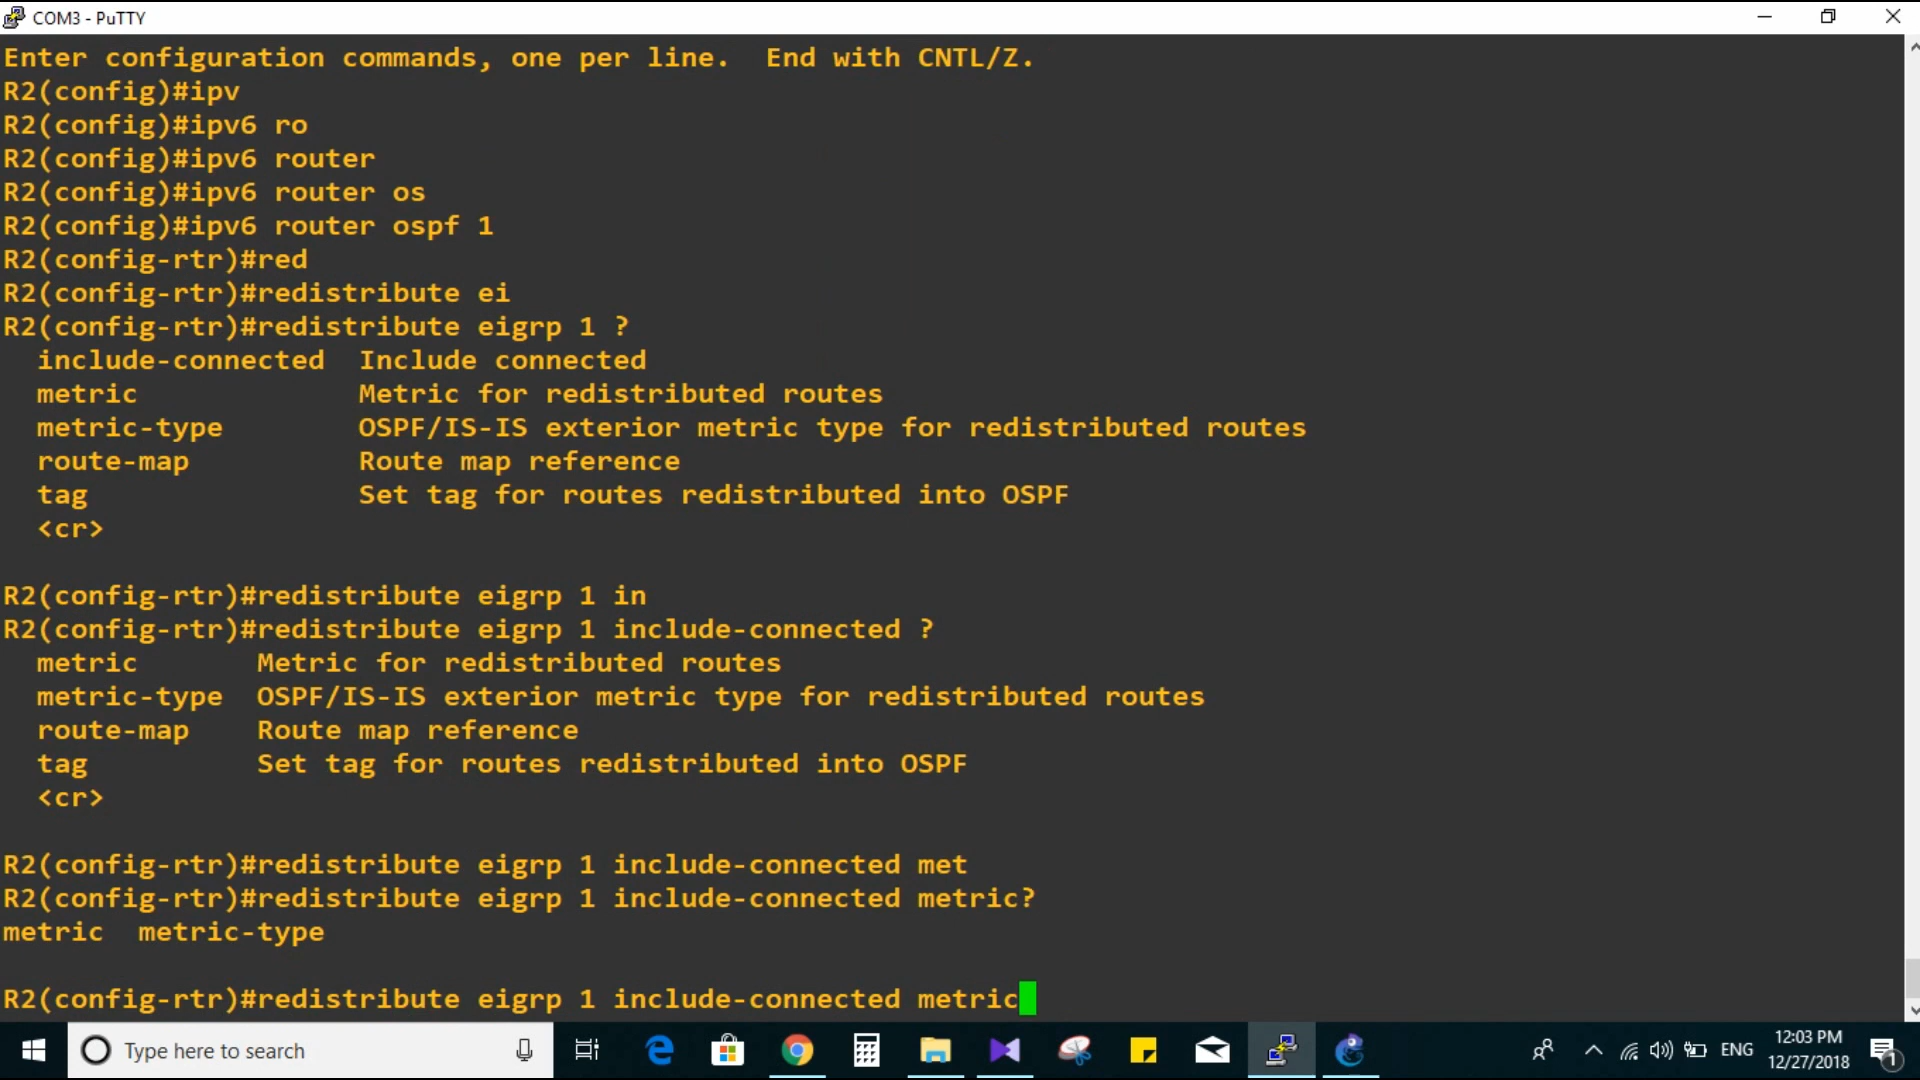 COM3 - PuTTY
Enter configuration commands, one per line.  End with CNTL/Z.
R2(config)#ipv
R2(config)#ipv6 ro
R2(config)#ipv6 router
R2(config)#ipv6 router os
R2(config)#ipv6 router ospf 1
R2(config-rtr)#red
R2(config-rtr)#redistribute ei
R2(config-rtr)#redistribute eigrp 1 ?
  include-connected  Include connected
  metric             Metric for redistributed routes
  metric-type        OSPF/IS-IS exterior metric type for redistributed routes
  route-map          Route map reference
  tag                Set tag for routes redistributed into OSPF
  <cr>
R2(config-rtr)#redistribute eigrp 1 in
R2(config-rtr)#redistribute eigrp 1 include-connected ?
  metric       Metric for redistributed routes
  metric-type  OSPF/IS-IS exterior metric type for redistributed routes
  route-map    Route map reference
  tag          Set tag for routes redistributed into OSPF
  <cr>
R2(config-rtr)#redistribute eigrp 1 include-connected met
R2(config-rtr)#redistribute eigrp 1 include-connected metric?
metric  metric-type
R2(config-rtr)#redistribute eigrp 1 include-connected metric
Type here to search
ENG
12:03 PM
12/27/2018
1